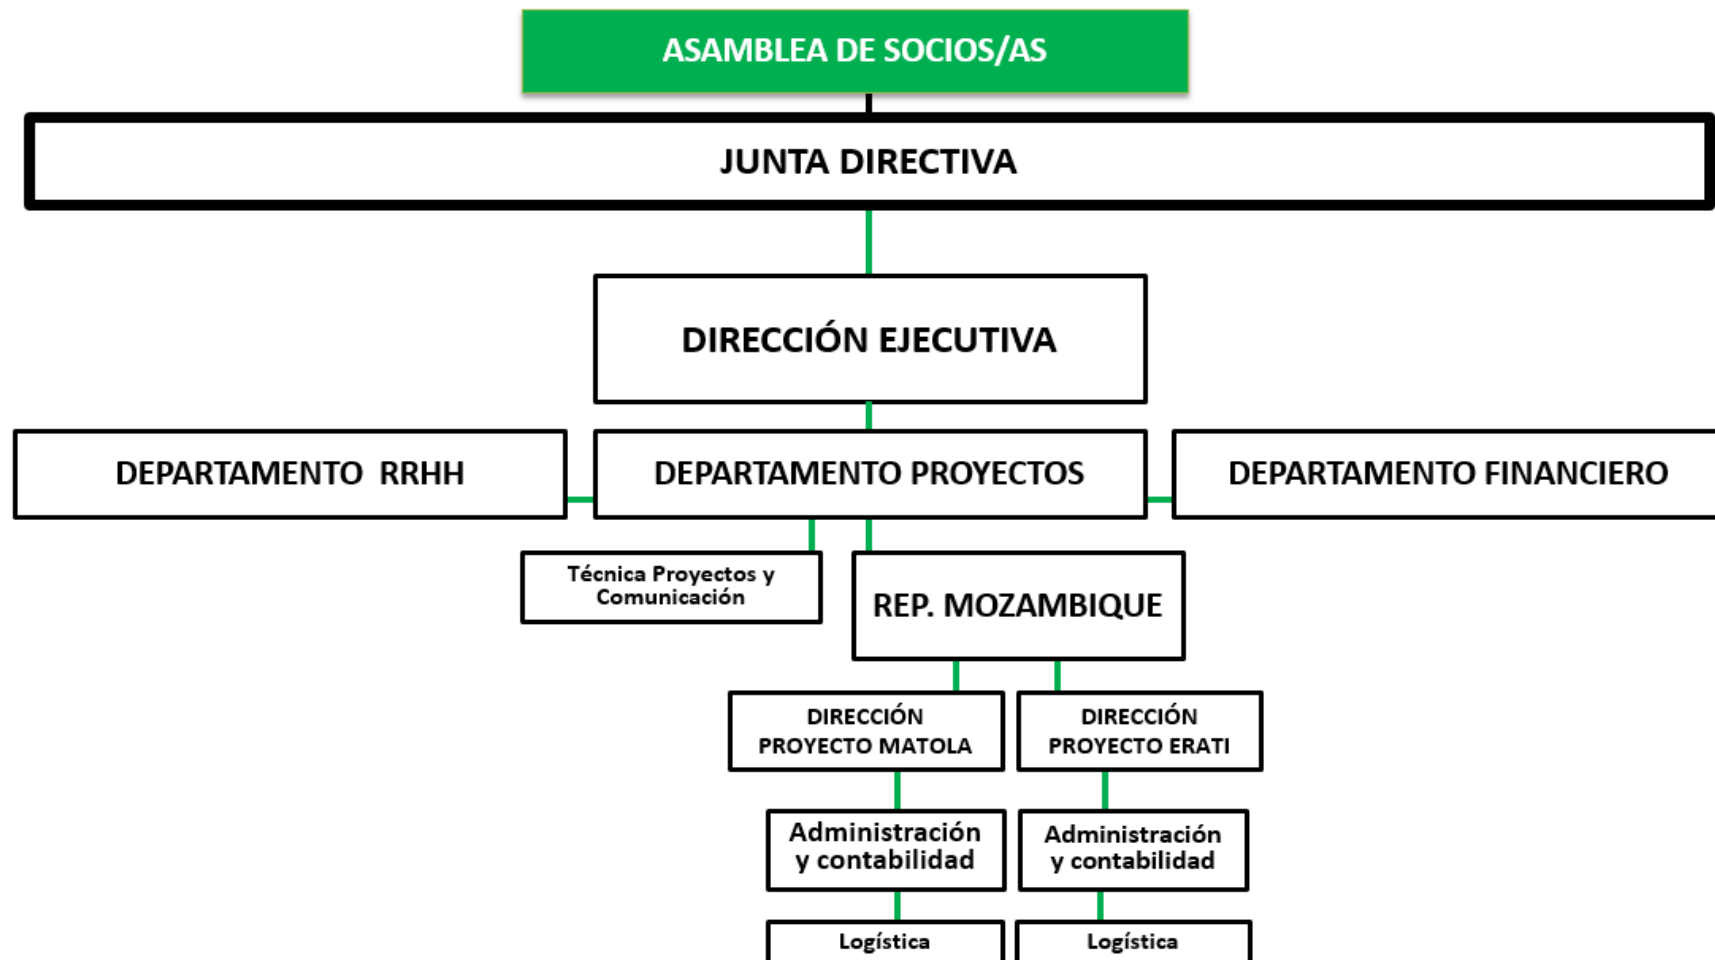 ASAMBLEA DE SOCIOS/AS
JUNTA DIRECTIVA
DIRECCIÓN EJECUTIVA
DEPARTAMENTO RRHH
DEPARTAMENTO PROYECTOS
DEPARTAMENTO FINANCIERO
Técnica Proyectos y
Comunicación
REP. MOZAMBIQUE
DIRECCIÓN
PROYECTO MATOLA
DIRECCIÓN
PROYECTO ERATI
Administración
y contabilidad
Administración
y contabilidad
Logística
Logística